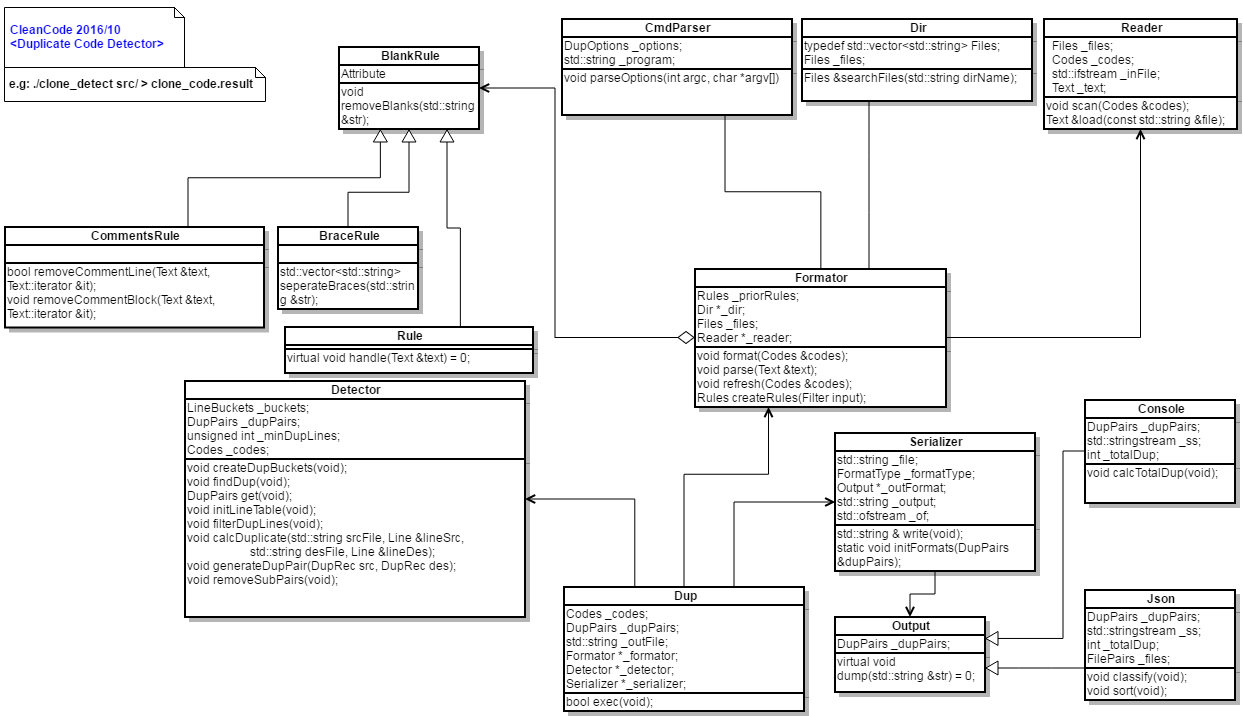 CleanCode 2016/10
<Duplicate Code Detector>
e.g: ./clone_detect src/ > clone_code.result
BlankRule
Attribute
void
removeBlanks(std::string
&str);
CmdParser
DupOptions _options;
std::string _program;
void parseOptions(int argc, char *argv[])
Dir
typedef std::vector<std::string> Files;
Files _files;
Files &searchFiles(std::string dirName);
Reader
Files _files;
Codes _codes;
std::ifstream _inFile;
Text _text;
void scan(Codes &codes);
Text &load(const std::string &file);
CommentsRule
bool removeCommentLine(Text &text,
Text::iterator &it);
void removeCommentBlock(Text &text,
Text::iterator &it);
BraceRule
std::vector<std::string>
seperateBraces(std::strin
g &str);
Rule
virtual void handle(Text &text) = 0;
Formator
Rules _priorRules;
Dir *_dir;
Files _files;
Reader *_reader;
void format(Codes &codes);
void parse(Text &text);
void refresh(Codes &codes);
Rules createRules(Filter input);
Detector
LineBuckets _buckets;
DupPairs _dupPairs;
unsigned int _minDupLines;
Codes _codes;
void createDupBuckets(void);
void findDup(void);
DupPairs get(void);
void initLineTable(void);
void filterDupLines(void);
void calcDuplicate(std::string srcFile, Line &lineSrc,
std::string desFile, Line &lineDes);
void generateDupPair(DupRec src, DupRec des);
void removeSubPairs(void);
Serializer
std::string _file;
FormatType _formatType;
Output *_outFormat;
std::string _output;
std::ofstream _of;
std::string & write(void);
static void initFormats(DupPairs
&dupPairs);
Console
DupPairs _dupPairs;
std::stringstream _ss;
int _totalDup;
void calcTotalDup(void);
Dup
Codes _codes;
DupPairs _dupPairs;
std::string _outFile;
Formator *_formator;
Detector *_detector;
Serializer *_serializer;
bool exec(void);
Output
DupPairs _dupPairs;
virtual void
dump(std::string &str) = 0;
Json
DupPairs _dupPairs;
std::stringstream _ss;
int _totalDup;
FilePairs _files;
void classify(void);
void sort(void);